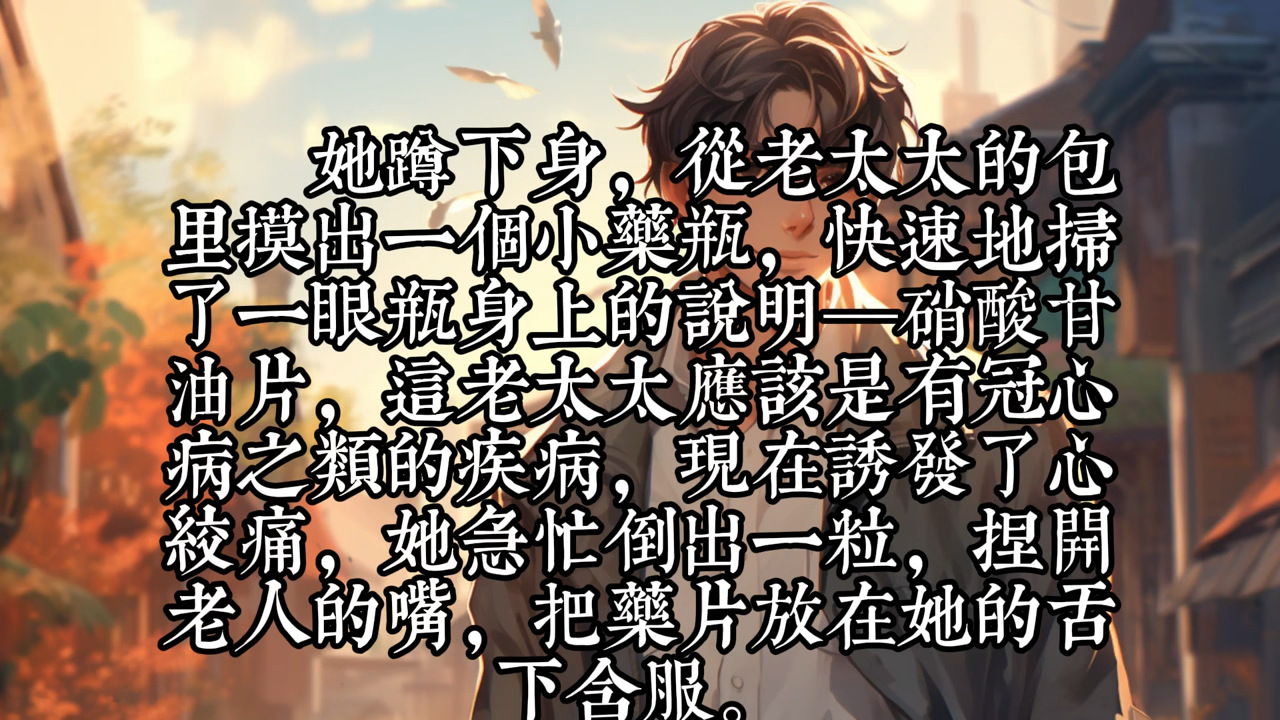 她蹲下身，從老太太的包
里摸出一個小藥瓶，快速地掃
了一眼瓶身上的說明—硝酸甘
油片，這老太太應該是有冠心
病之類的疾病，現在誘發了心
絞痛，她急忙倒出一粒，捏開
老人的嘴，把藥片放在她的舌
下含服。